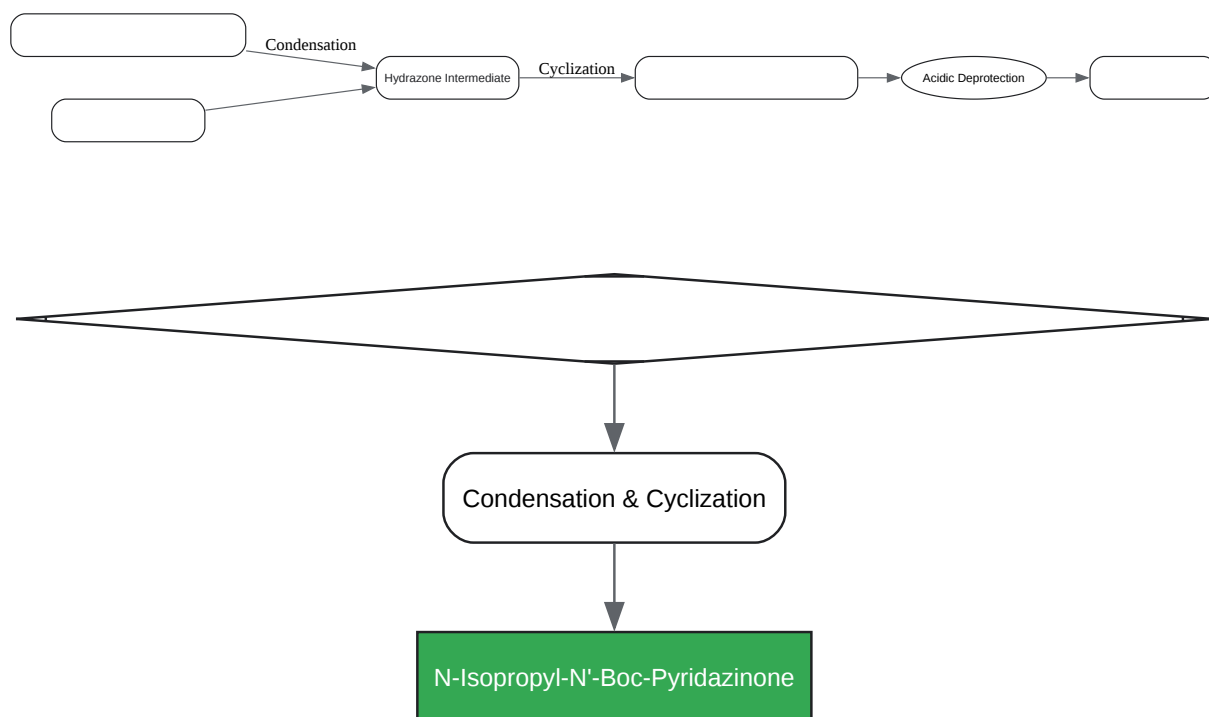 Condensation
Hydrazone Intermediate
Cyclization
Acidic Deprotection
Condensation & Cyclization
N-Isopropyl-N'-Boc-Pyridazinone